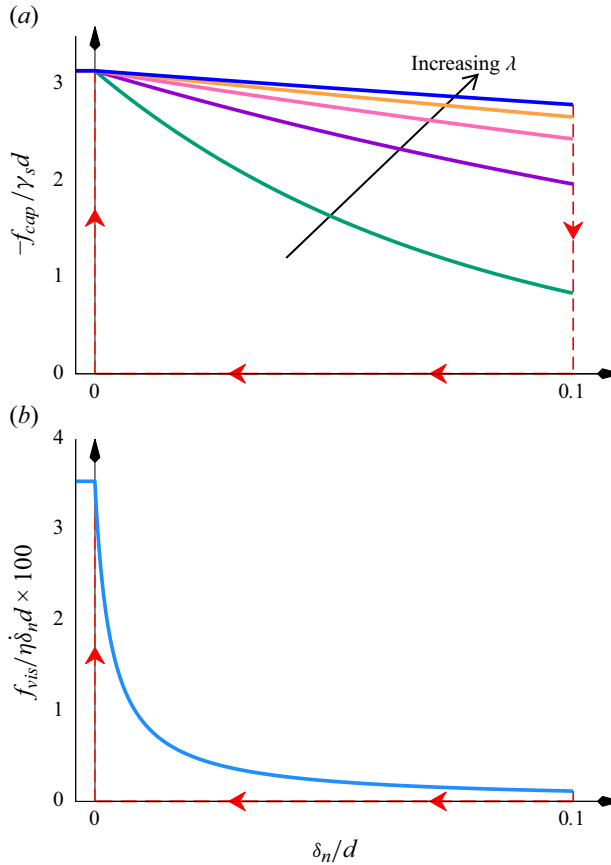 (a)
3
2
1
0
−f_cap/γ_s d
Increasing λ
0
0.1
(b)
4
3
2
1
0
f_vis/ηδ̇_n d × 100
0
0.1
δ_n/d